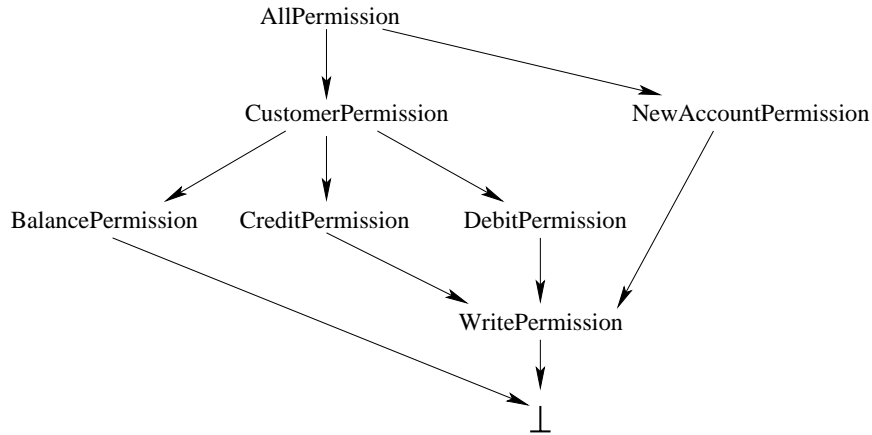 AllPermission
CustomerPermission NewAccountPermission
BalancePermission CreditPermission DebitPermission
WritePermission
⊥